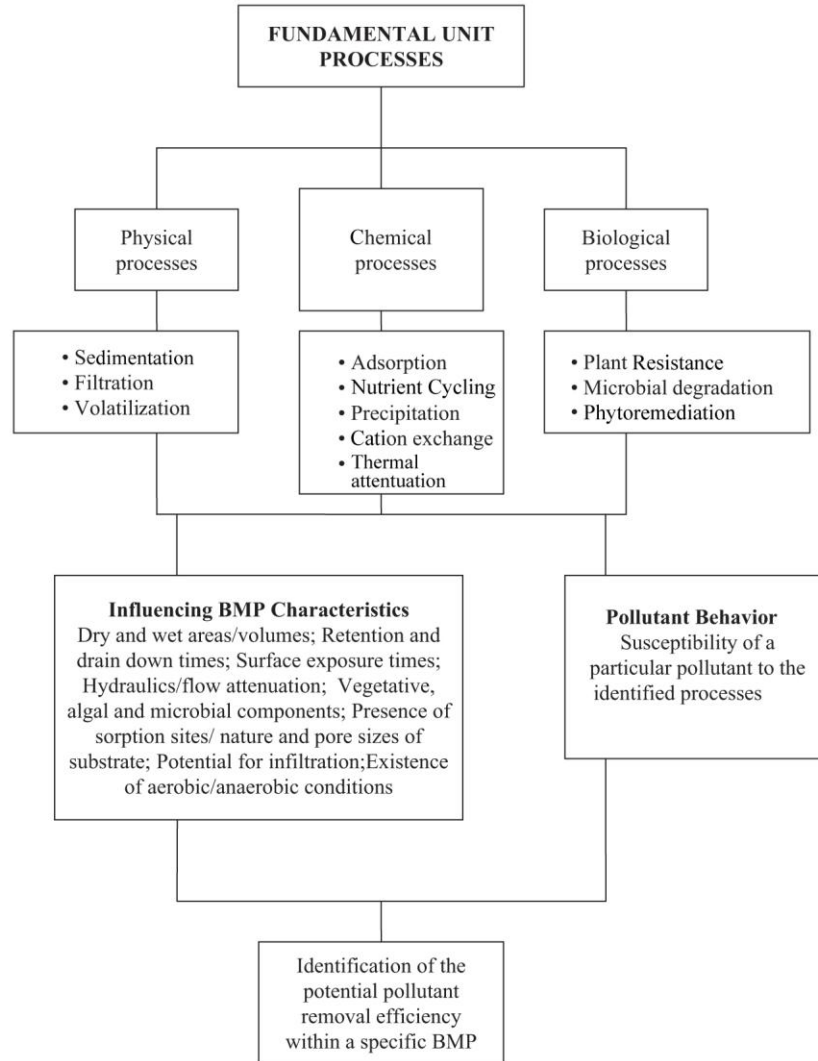 FUNDAMENTAL UNIT
PROCESSES
Physical
processes
Chemical
processes
Biological
processes
• Sedimentation
• Filtration
• Volatilization
• Adsorption
• Nutrient Cycling
• Precipitation
• Cation exchange
• Thermal
attentuation
• Plant Resistance
• Microbial degradation
• Phytoremediation
Influencing BMP Characteristics
Dry and wet areas/volumes; Retention and
drain down times; Surface exposure times;
Hydraulics/flow attenuation; Vegetative,
algal and microbial components; Presence of
sorption sites/ nature and pore sizes of
substrate; Potential for infiltration;Existence
of aerobic/anaerobic conditions
Pollutant Behavior
Susceptibility of a
particular pollutant to the
identified processes
Identification of the
potential pollutant
removal efficiency
within a specific BMP